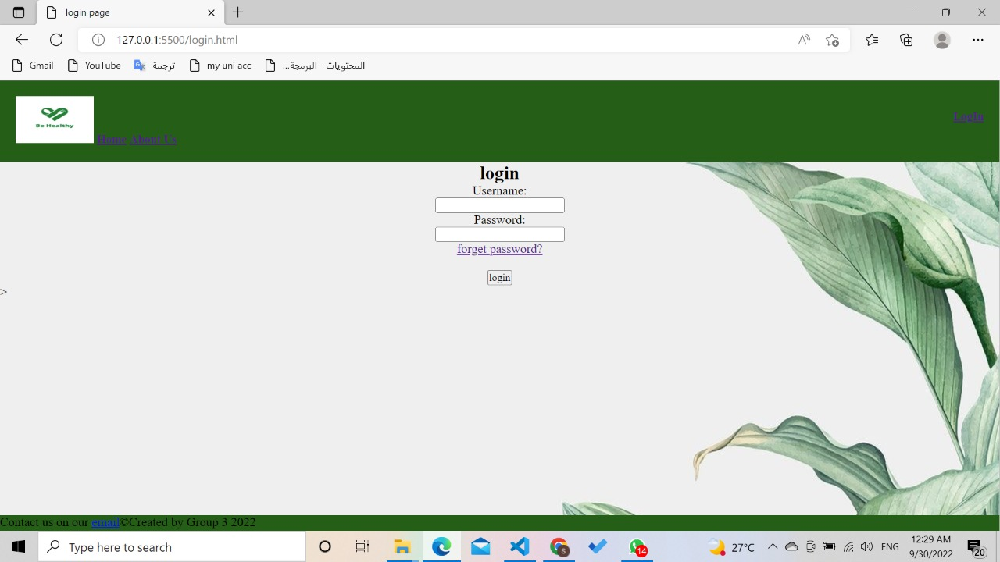 login page
127.0.0.1:5500/login.html
Gmail YouTube ترجمة my uni acc المحتويات - البرمجة...
Be Healthy
Home About Us
LogIn
login
Username:
Password:
forget password?
login
>
Contact us on our email©Created by Group 3 2022
Type here to search
14
27°C
ENG
12:29 AM
9/30/2022
20